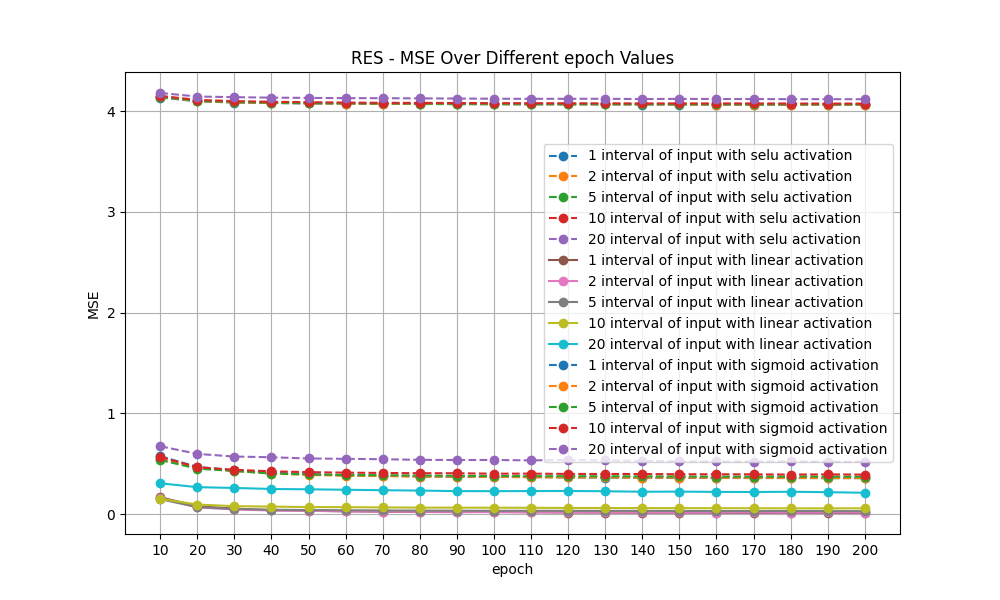 RES - MSE Over Different epoch Values
MSE
4
3
2
1
0
1 interval of input with selu activation
2 interval of input with selu activation
5 interval of input with selu activation
10 interval of input with selu activation
20 interval of input with selu activation
1 interval of input with linear activation
2 interval of input with linear activation
5 interval of input with linear activation
10 interval of input with linear activation
20 interval of input with linear activation
1 interval of input with sigmoid activation
2 interval of input with sigmoid activation
5 interval of input with sigmoid activation
10 interval of input with sigmoid activation
20 interval of input with sigmoid activation
10 20 30 40 50 60 70 80 90 100 110 120 130 140 150 160 170 180 190 200
epoch